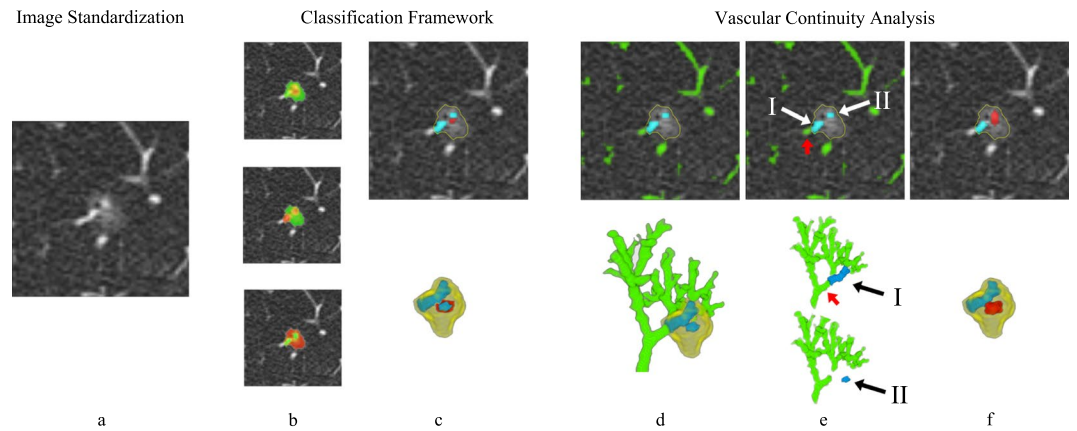 Image Standardization
Classification Framework
Vascular Continuity Analysis
I
II
I
II
a
b
c
d
e
f